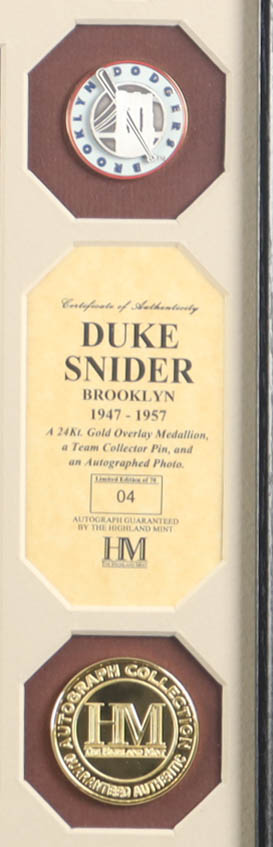 BROOKLYN DODGERS
Certificate of Authenticity
DUKE
SNIDER
BROOKLYN
1947 - 1957
A 24Kt. Gold Overlay Medallion,
a Team Collector Pin, and
an Autographed Photo.
Limited Edition of 70
04
AUTOGRAPH GUARANTEED
BY THE HIGHLAND MINT
HM
THE HIGHLAND MINT
AUTOGRAPH COLLECTION
HM
THE HIGHLAND MINT
GUARANTEED AUTHENTIC